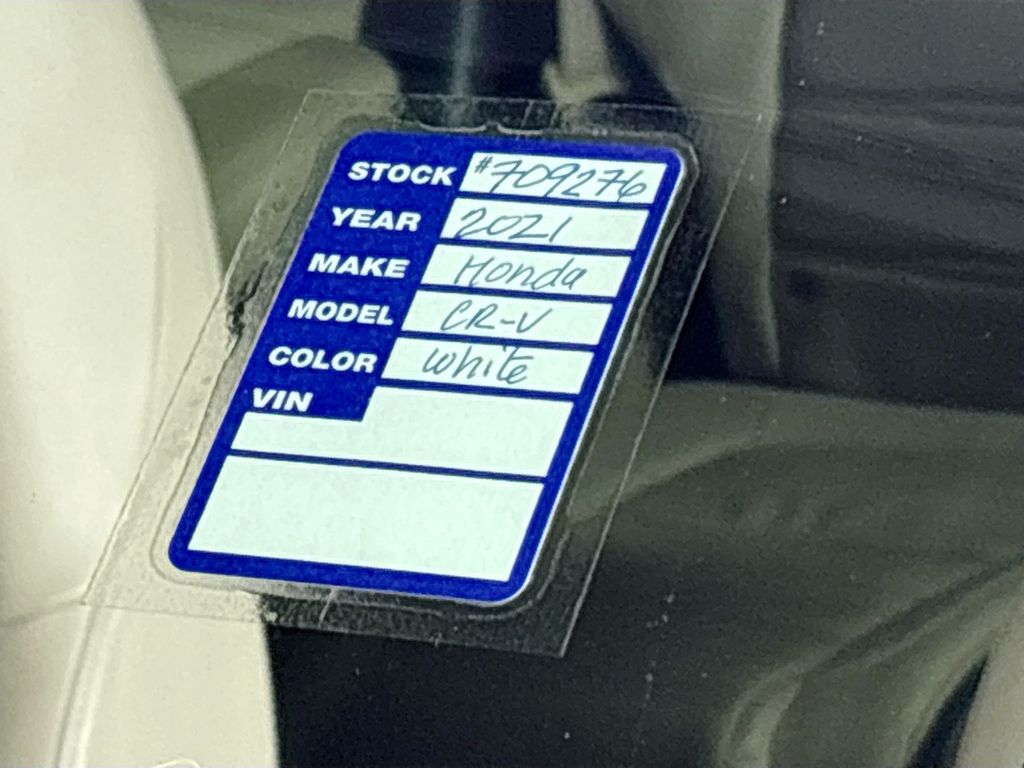 STOCK #709276
YEAR 2021
MAKE Honda
MODEL CR-V
COLOR white
VIN